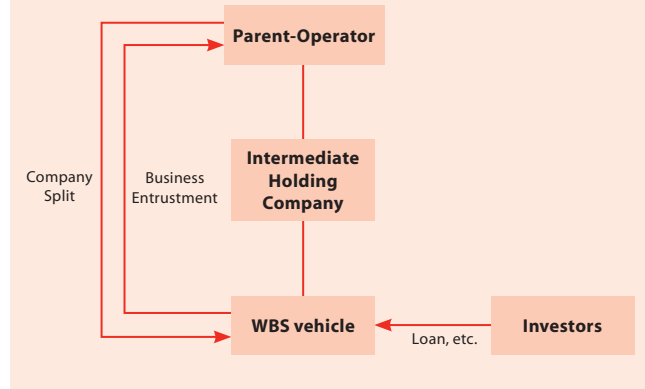 Parent-Operator
Intermediate
Holding
Company
Company
Split
Business
Entrustment
WBS vehicle
Loan, etc.
Investors